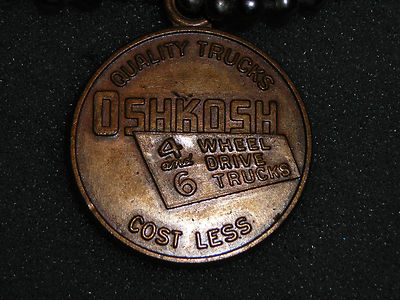 QUALITY TRUCKS
OSHKOSH
4 and 6 WHEEL DRIVE TRUCKS
COST LESS